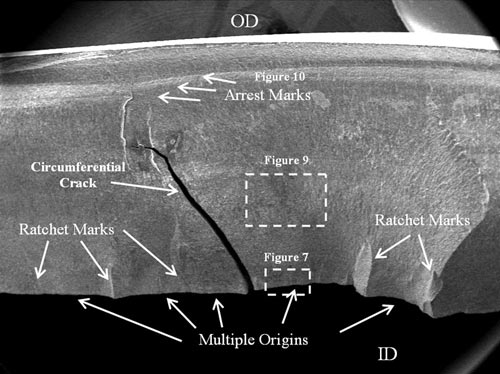 OD
Figure 10
Arrest Marks
Circumferential
Crack
Figure 9
Ratchet Marks
Ratchet Marks
Figure 7
Multiple Origins
ID